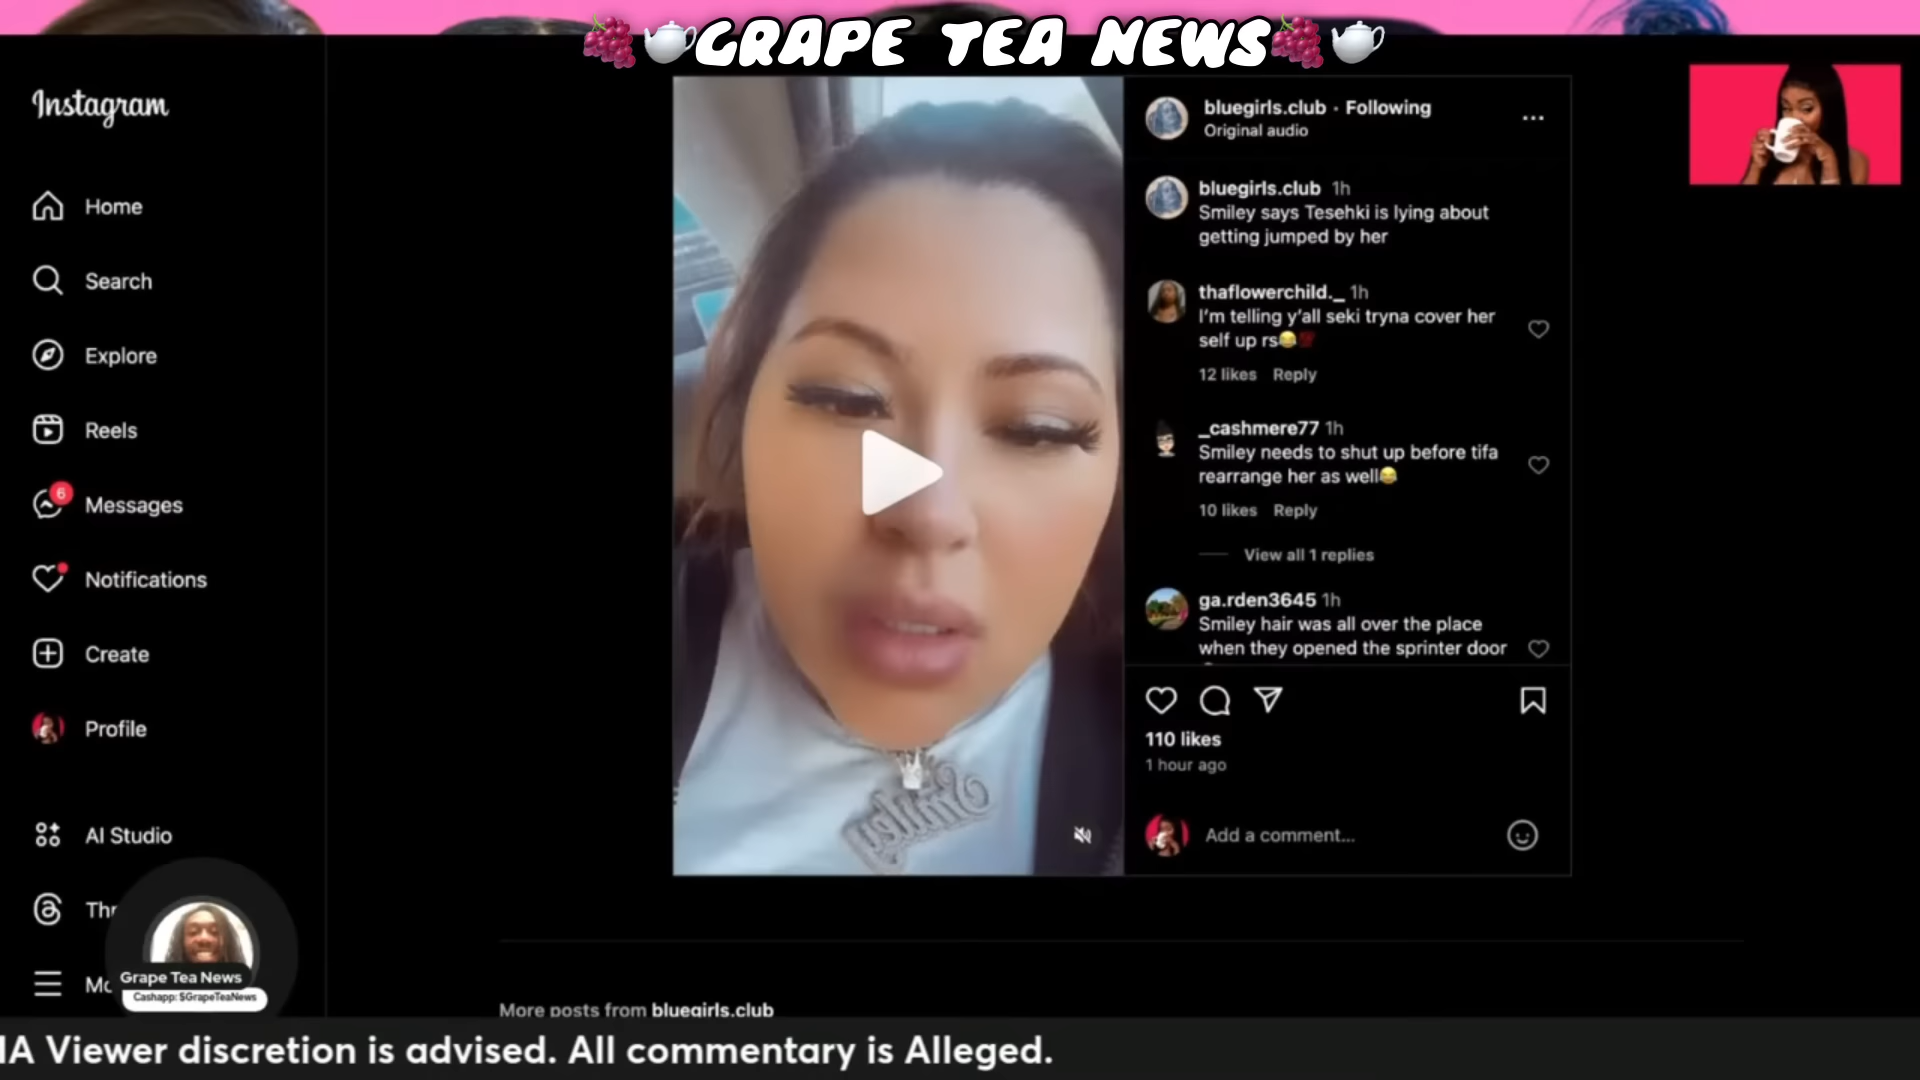 GRAPE TEA NEWS
Instagram
Home
Search
Explore
Reels
6
Messages
Notifications
Create
Profile
AI Studio
Thr
Mo
Grape Tea News
Cashapp: $GrapeTeaNews
Smiley
bluegirls.club · Following
Original audio
bluegirls.club 1h
Smiley says Tesehki is lying about
getting jumped by her
thaflowerchild._ 1h
I'm telling y'all seki tryna cover her
self up rs😂💯
12 likes Reply
_cashmere77 1h
Smiley needs to shut up before tifa
rearrange her as well😂
10 likes Reply
View all 1 replies
ga.rden3645 1h
Smiley hair was all over the place
when they opened the sprinter door
110 likes
1 hour ago
Add a comment...
More posts from bluegirls.club
IA Viewer discretion is advised. All commentary is Alleged.